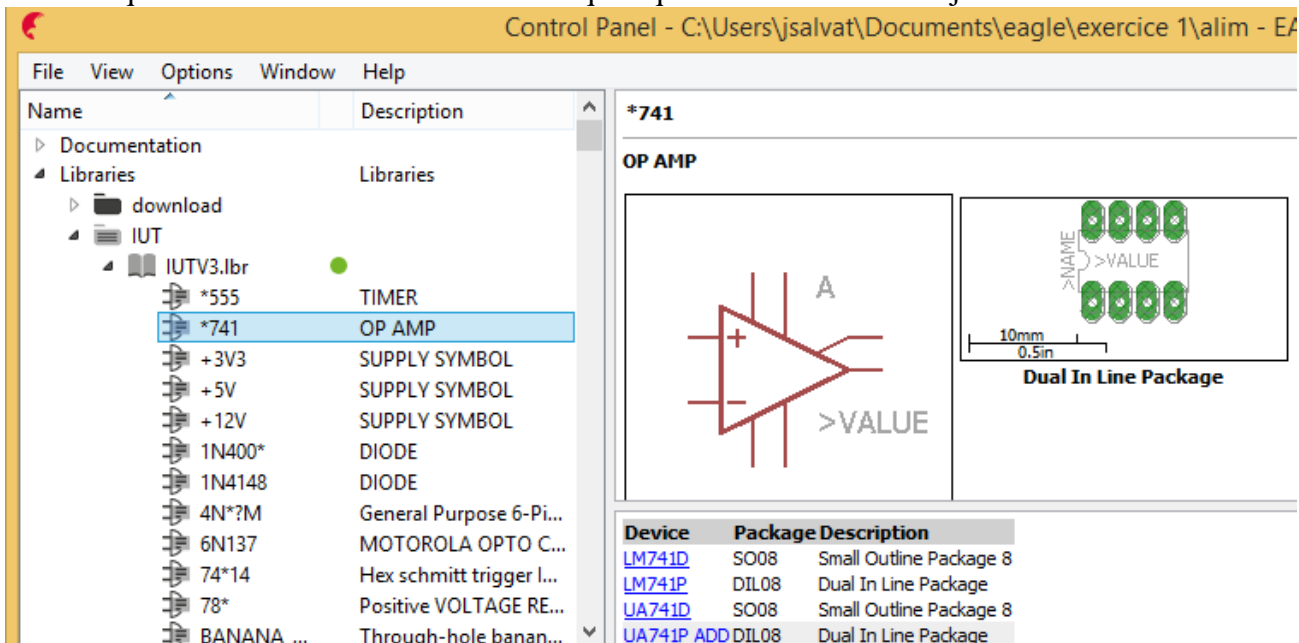 Control Panel - C:\Users\jsalvat\Documents\eagle\exercice 1\alim - EA
File View Options Window Help
Name Description
Documentation
Libraries Libraries
download
IUT
IUTV3.lbr
*555 TIMER
*741 OP AMP
+3V3 SUPPLY SYMBOL
+5V SUPPLY SYMBOL
+12V SUPPLY SYMBOL
1N400* DIODE
1N4148 DIODE
4N*?M General Purpose 6-Pi...
6N137 MOTOROLA OPTO C...
74*14 Hex schmitt trigger I...
78* Positive VOLTAGE RE...
BANANA_... Through-hole banan...
*741
OP AMP
A
+
−
>VALUE
>NAME
>VALUE
10mm
0.5in
Dual In Line Package
Device Package Description
LM741D SO08 Small Outline Package 8
LM741P DIL08 Dual In Line Package
UA741D SO08 Small Outline Package 8
UA741P ADD DIL08 Dual In Line Package